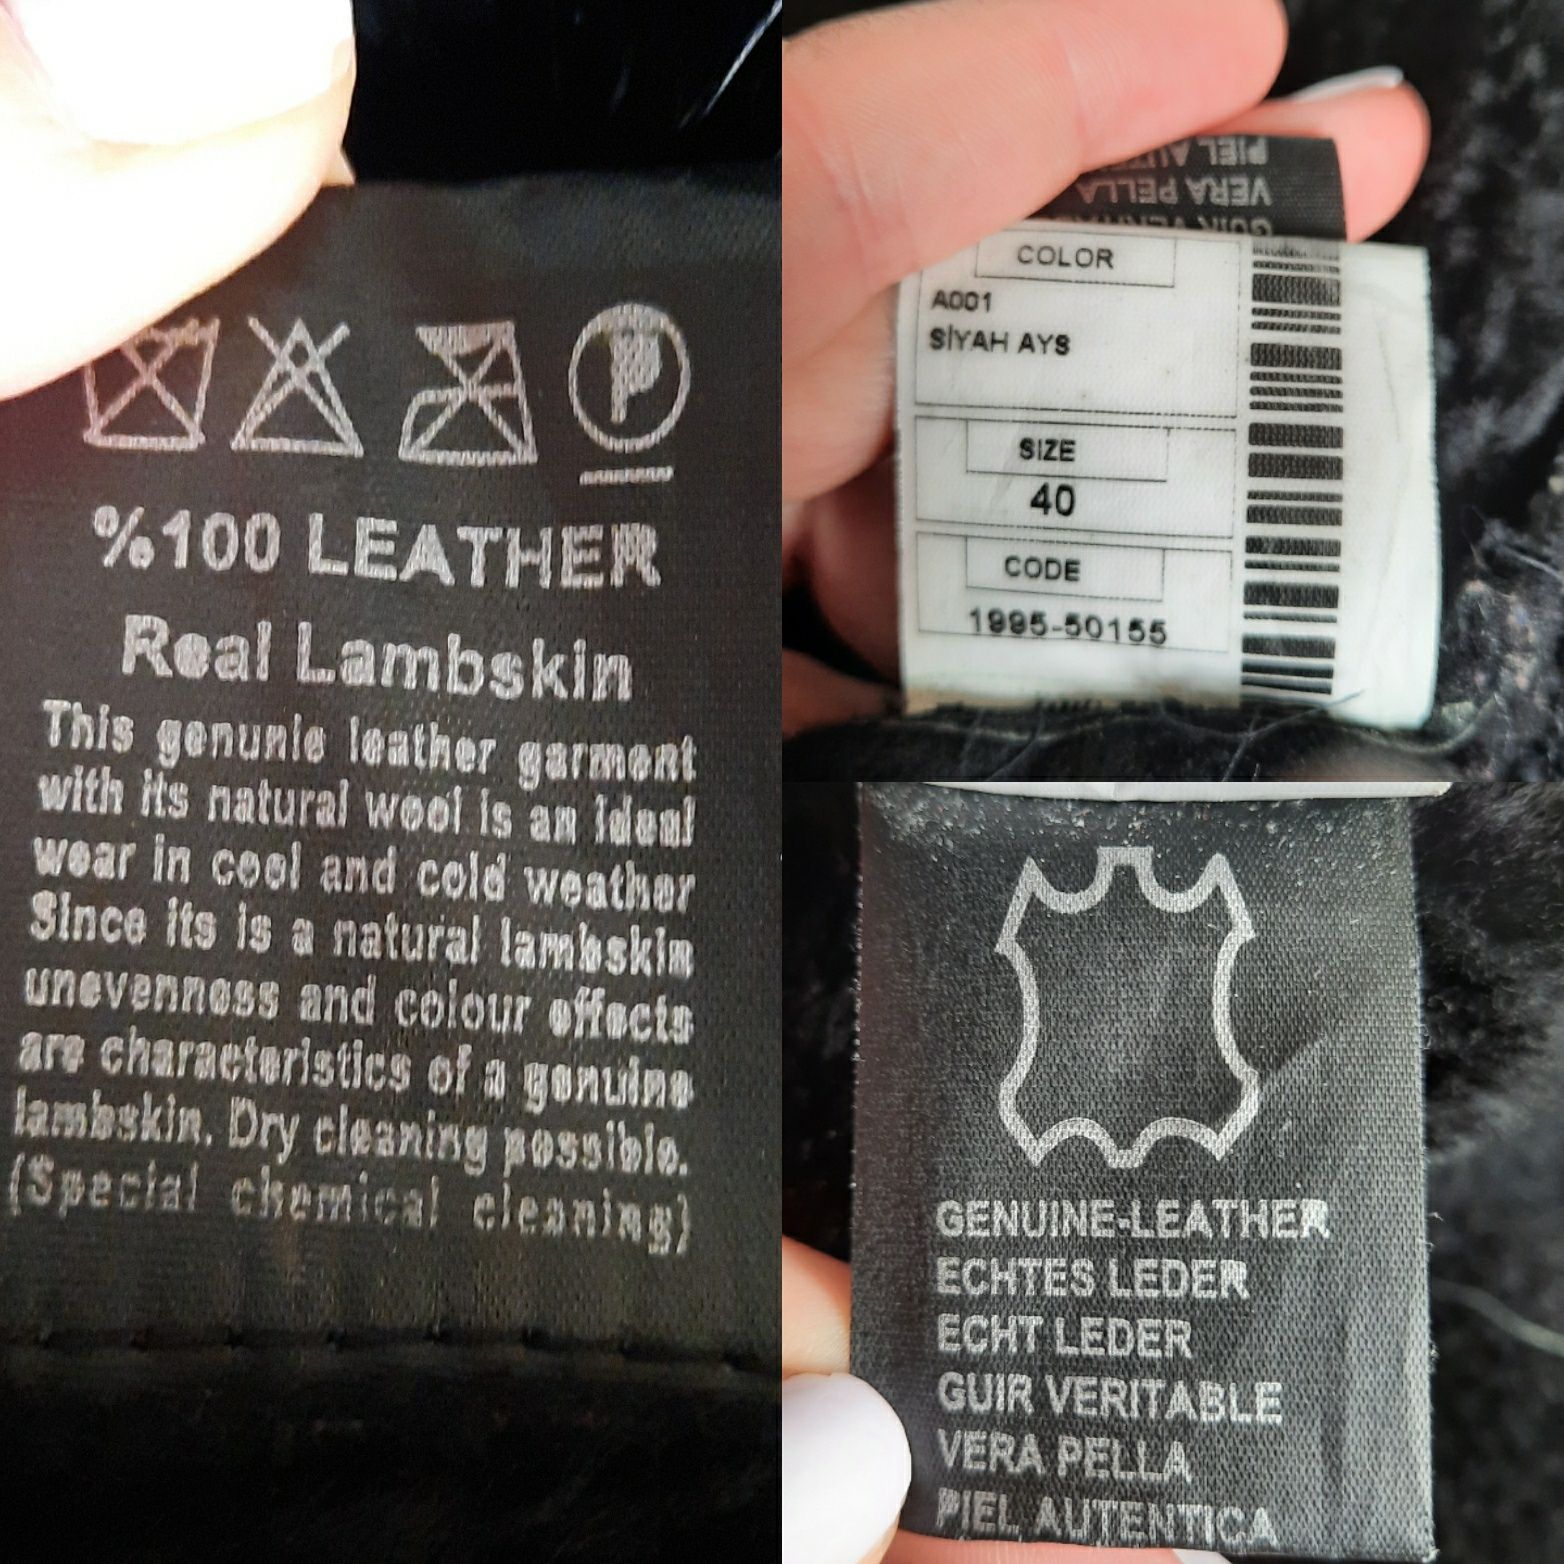 P
%100 LEATHER
Real Lambskin
This genunie leather garment
with its natural wool is an ideal
wear in cool and cold weather
Since its is a natural lambskin
unevenness and colour effects
are characteristics of a genuine
lambskin. Dry cleaning possible.
(Special chemical cleaning)
PIEL
VERA PELLA
COLOR
A001
SİYAH AYS
SIZE
40
CODE
1995-50155
GENUINE-LEATHER
ECHTES LEDER
ECHT LEDER
GUIR VERITABLE
VERA PELLA
PIEL AUTENTICA